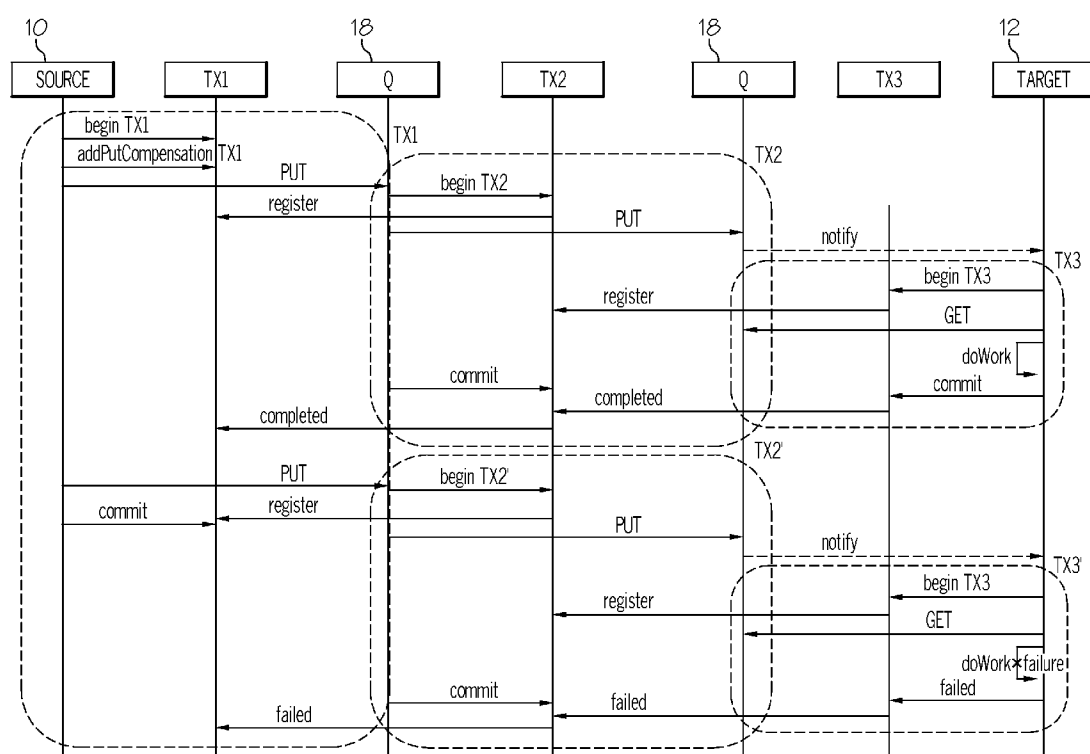 10 18 18 12
SOURCE TX1 Q TX2 Q TX3 TARGET
begin TX1
TX1
addPutCompensation TX1
TX2
PUT
begin TX2
register
PUT
notify
TX3
begin TX3
register
GET
doWork
commit
commit
completed
completed
TX2'
PUT
begin TX2'
register
commit
PUT
notify
TX3'
begin TX3
register
GET
doWork×failure
commit
failed
failed
failed